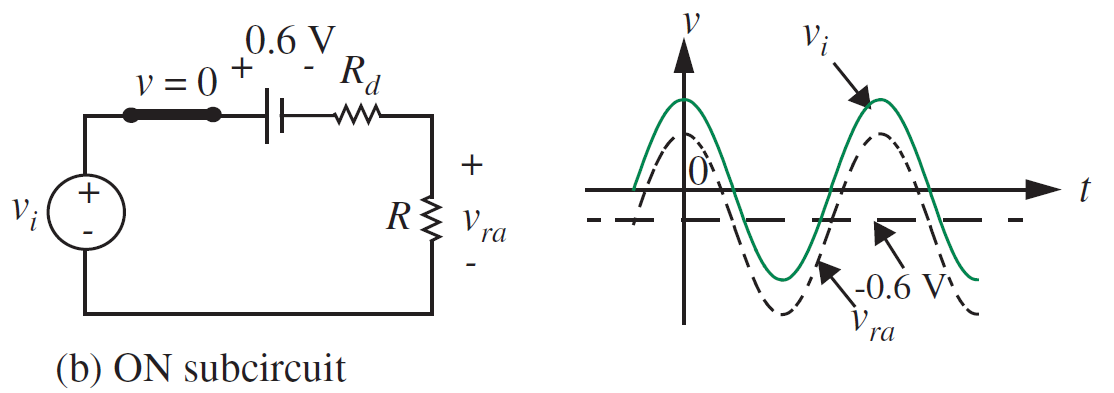 0.6 V
v = 0 + - R_d
v_i + - R + v_ra -
(b) ON subcircuit
v
v_i
0
t
-0.6 V
v_ra